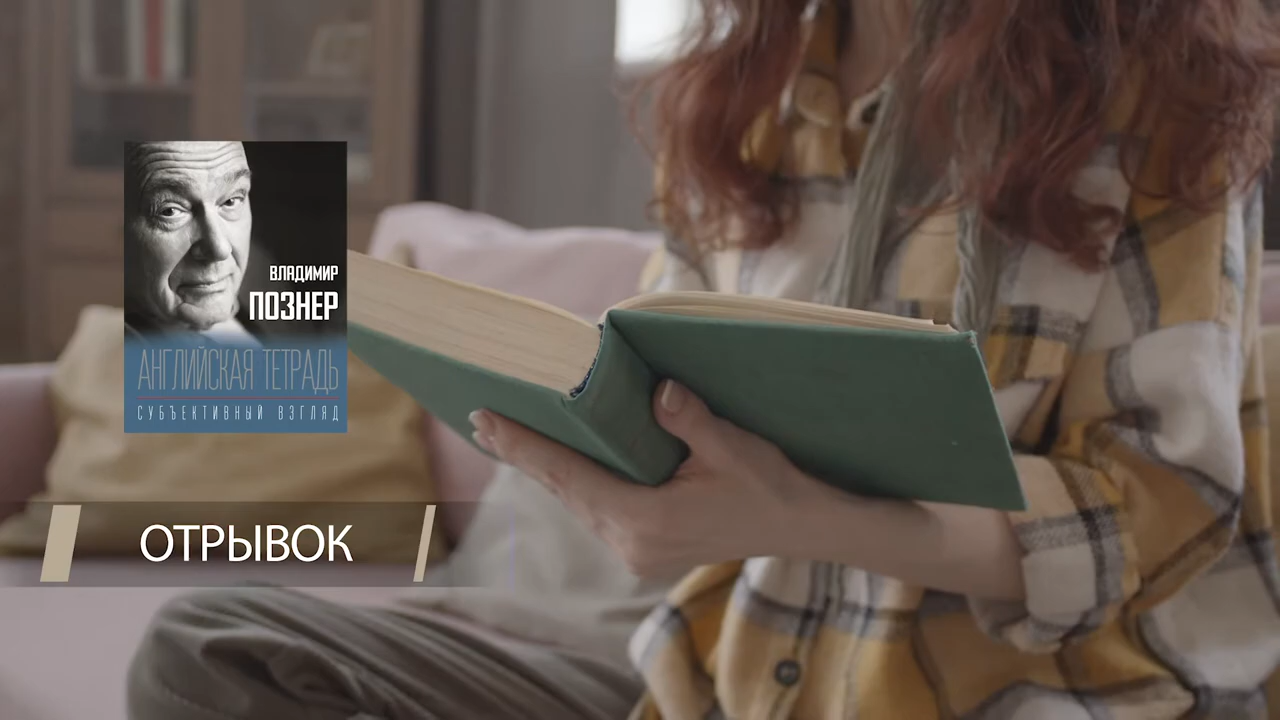 ВЛАДИМИР
ПОЗНЕР
АНГЛИЙСКАЯ ТЕТРАДЬ
СУБЪЕКТИВНЫЙ ВЗГЛЯД
ОТРЫВОК